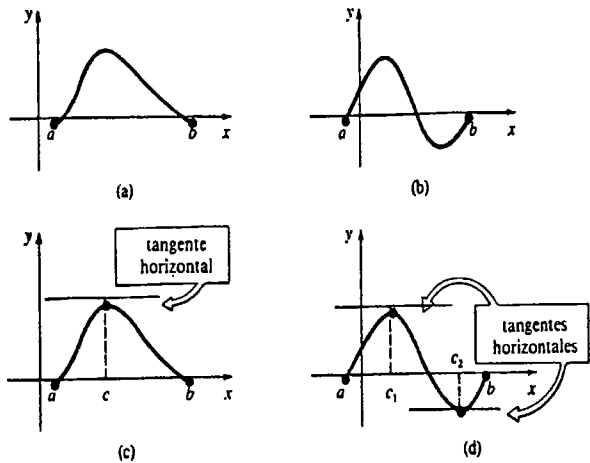 y
a
b
x
(a)
y
a
b
x
(b)
y
tangente
horizontal
a
c
b
x
(c)
y
tangentes
horizontales
a
c₁
c₂
b
x
(d)